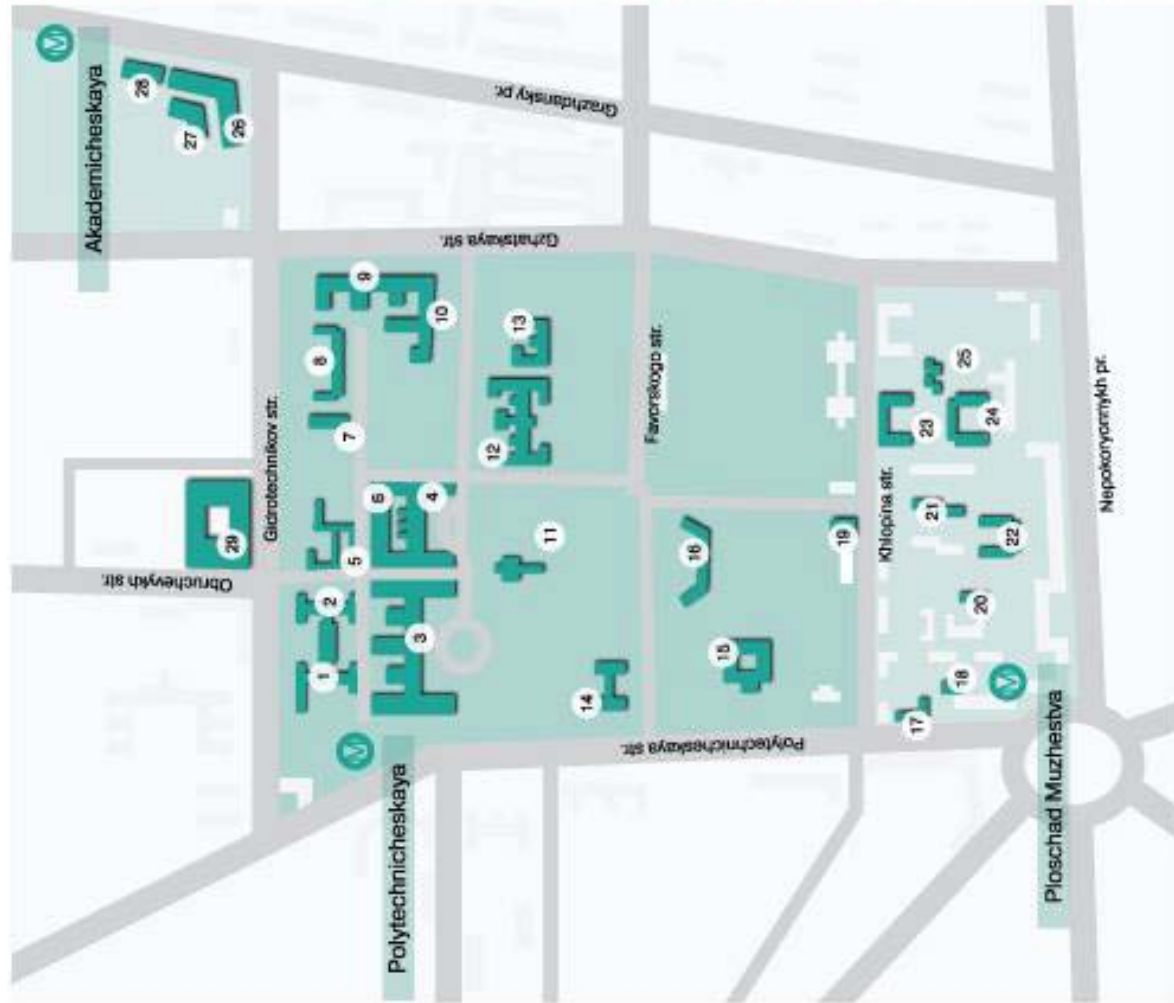 M
Akademicheskaya
28
27
26
Grazhdansky pr.
Gzhatskaya str.
Gidrotechnikov str.
Obruchevykh str.
29
9
8
10
7
6
4
5
2
1
3
13
12
11
Favorskogo str.
14
16
15
M
Polytechnicheskaya
Polytechnicheskaya str.
19
Khlopina str.
25
23
24
21
22
20
18
17
M
Ploschad Muzhestva
Nepokoryonnykh pr.